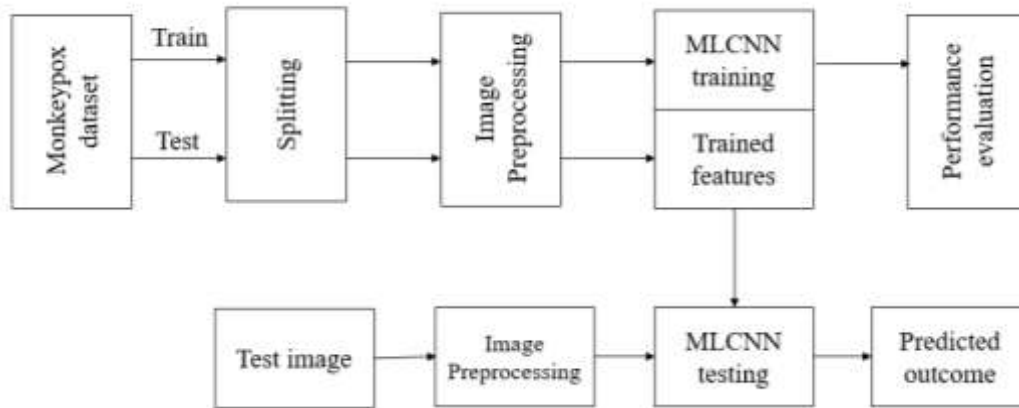 Monkeypox
dataset
Train
Test
Splitting
Image
Preprocessing
MLCNN
training
Trained
features
Performance
evaluation
Test image
Image
Preprocessing
MLCNN
testing
Predicted
outcome